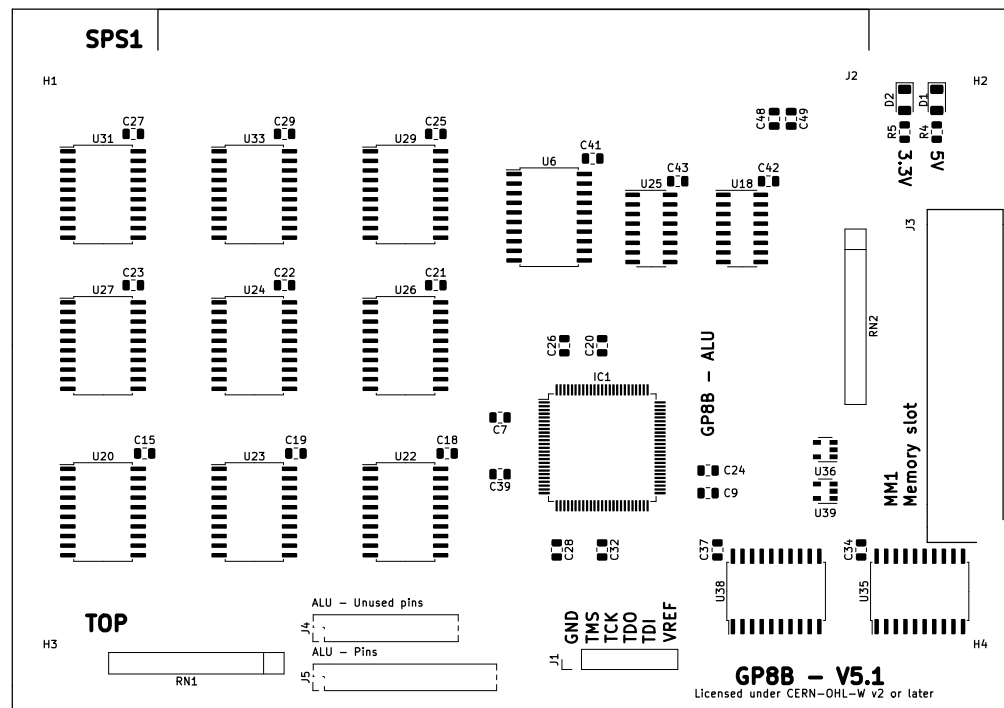 SPS1
H1
J2
H2
D2
D1
R5
R4
3.3V
5V
C48
C49
C27
C29
C25
U31
U33
U29
C41
U6
C43
U25
C42
U18
J3
C23
C22
C21
U27
U24
U26
RN2
C26
C20
IC1
GP8B - ALU
C7
C39
C24
C9
C15
C19
C18
U20
U23
U22
U36
U39
MM1
Memory slot
C28
C32
C37
C34
U38
U35
TOP
H3
RN1
ALU - Unused pins
J4
ALU - Pins
J5
GND
TMS
TCK
TDO
TDI
VREF
J1
H4
GP8B - V5.1
Licensed under CERN-OHL-W v2 or later